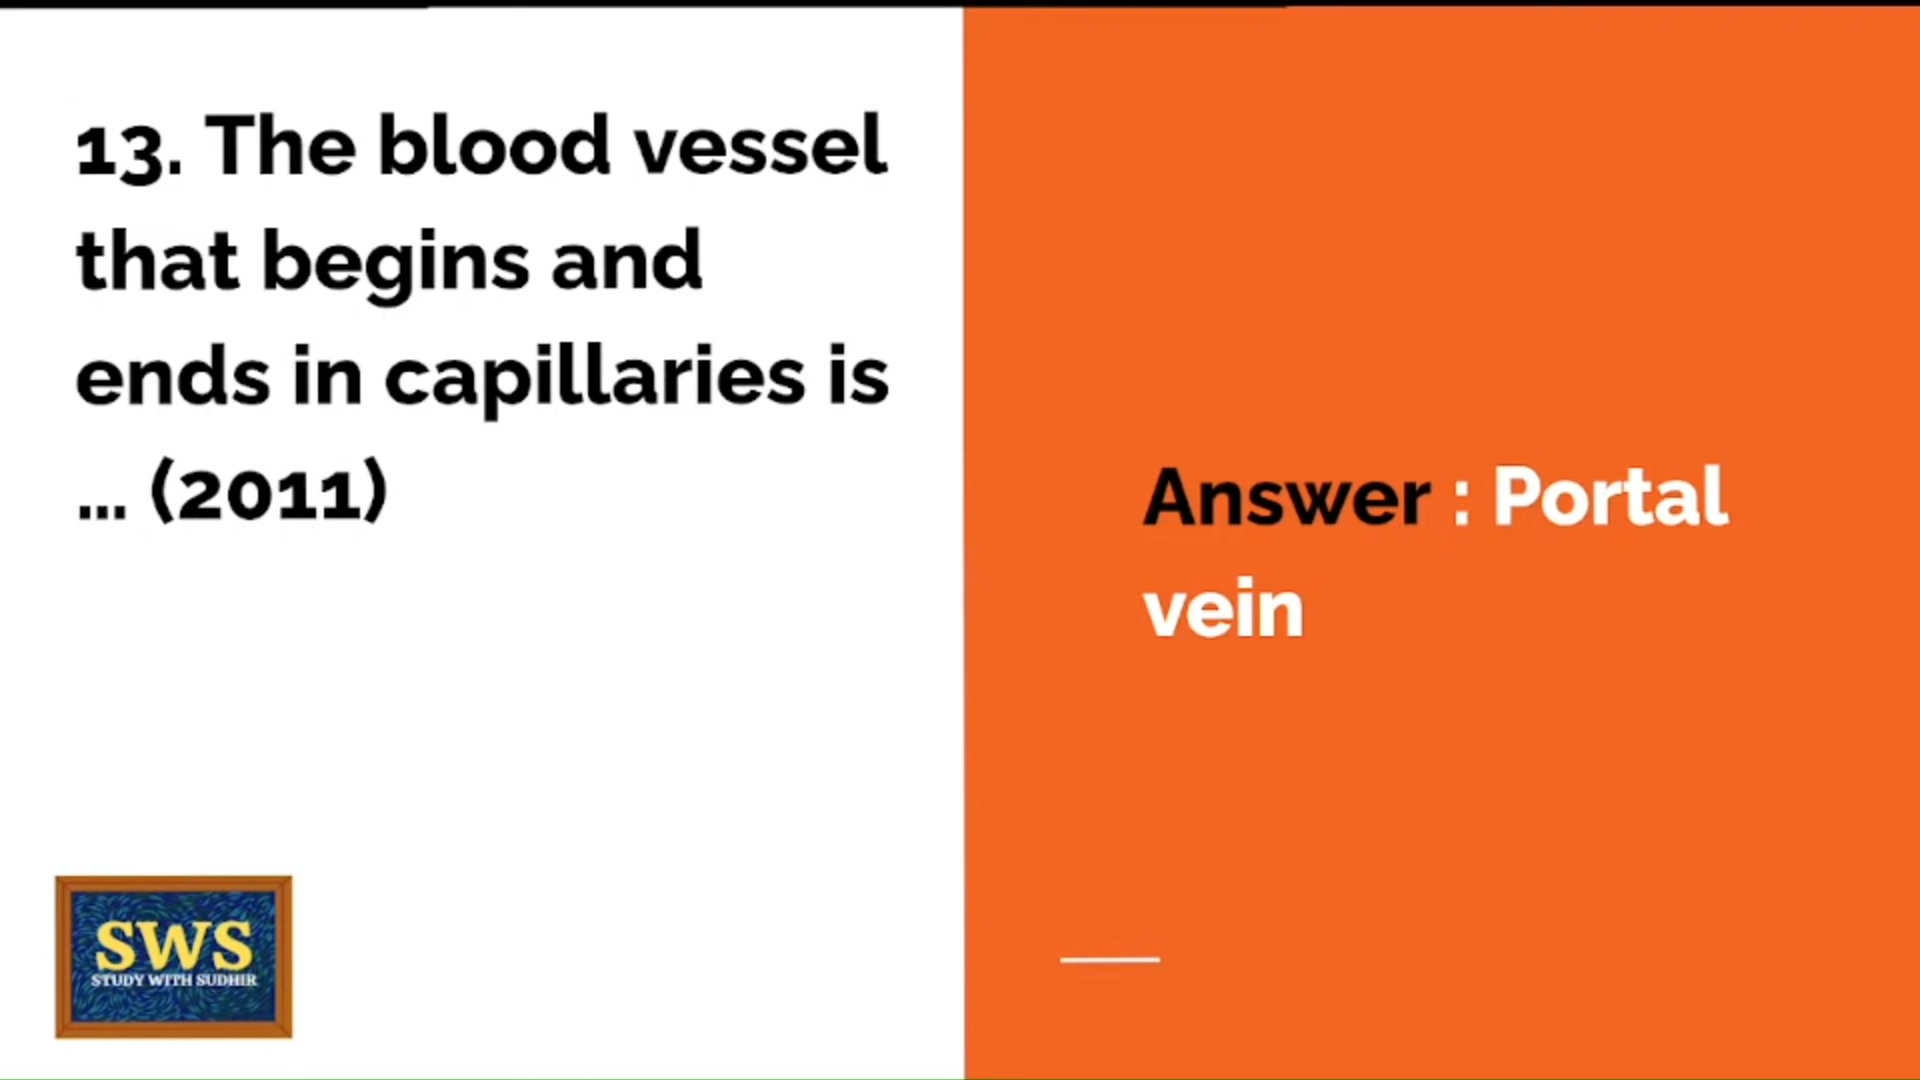 13. The blood vessel
that begins and
ends in capillaries is
... (2011)
Answer : Portal
vein
SWS
STUDY WITH SUDHIR